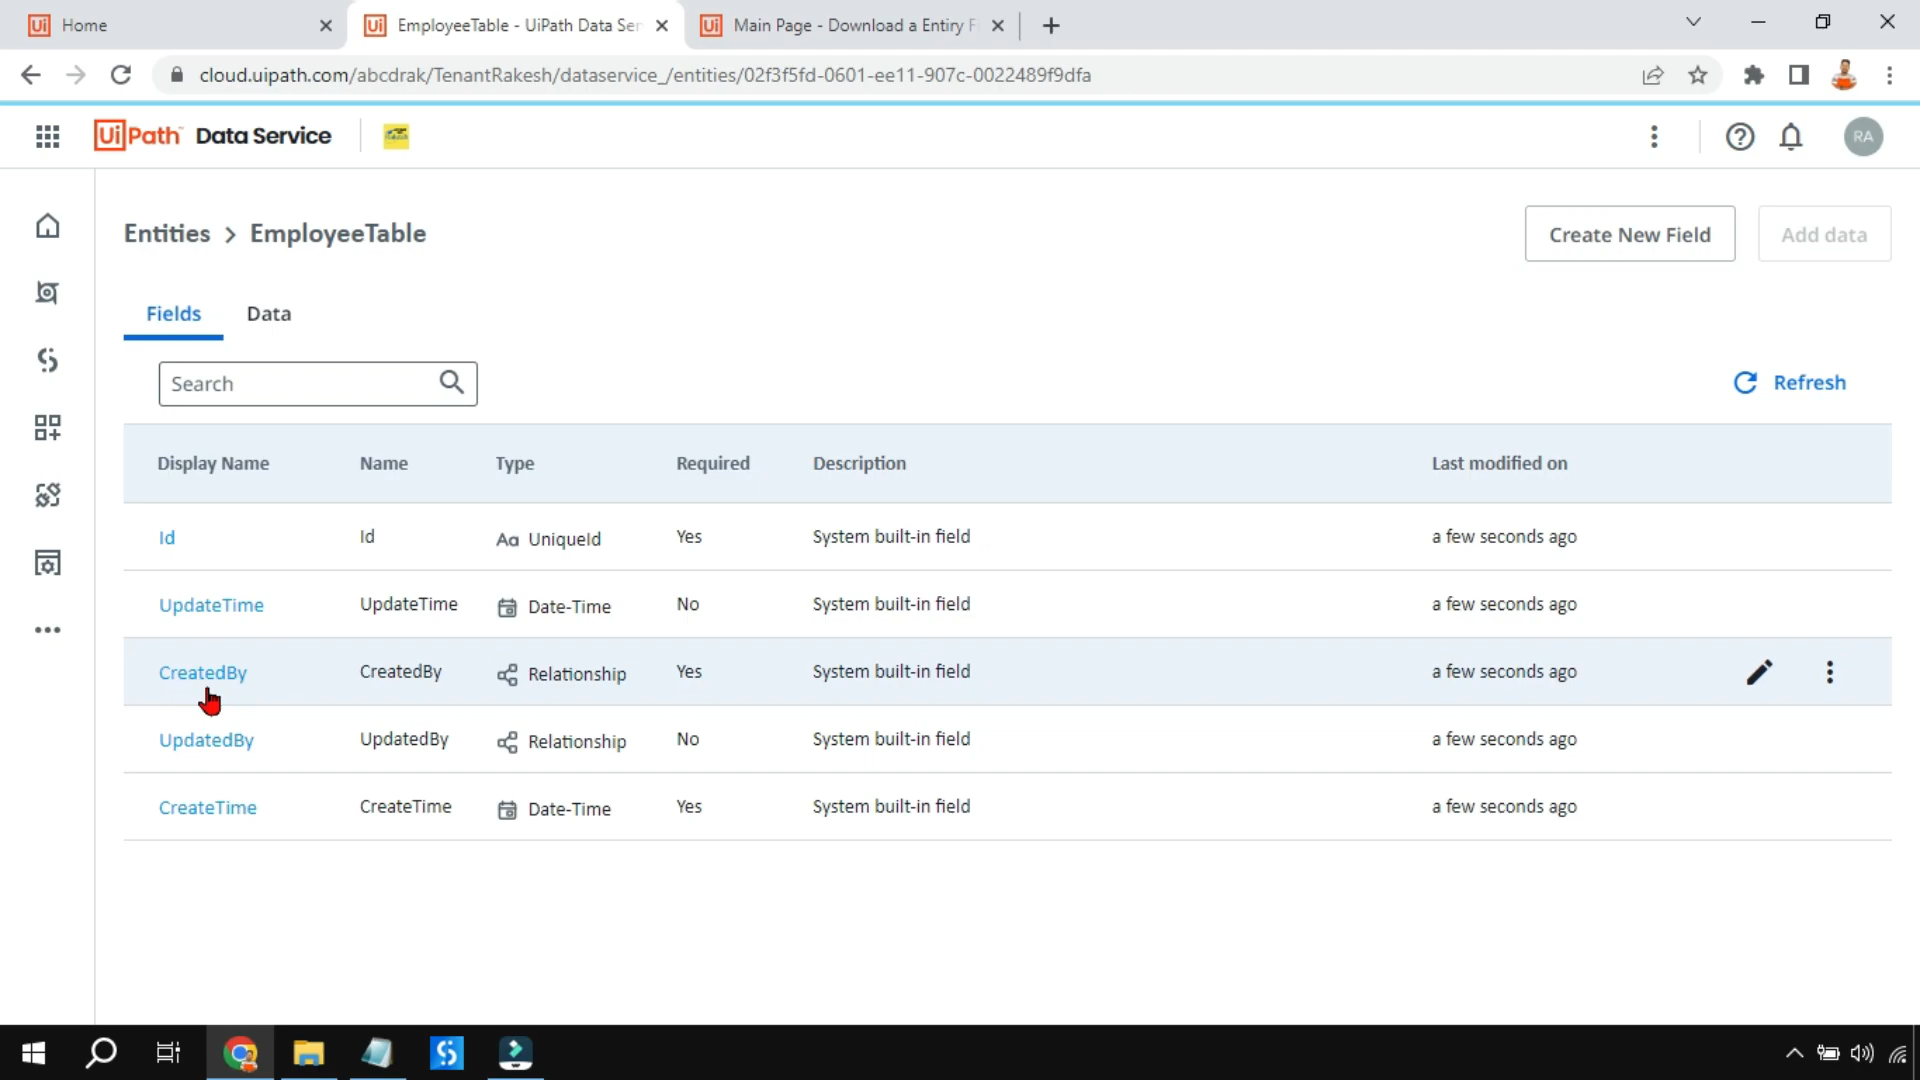 Home
EmployeeTable - UiPath Data Ser
Main Page - Download a Entiry F
cloud.uipath.com/abcdrak/TenantRakesh/dataservice_/entities/02f3f5fd-0601-ee11-907c-0022489f9dfa
UiPath Data Service
RA
Entities > EmployeeTable
Create New Field
Add data
Fields Data
Search
Refresh
Display Name Name Type Required Description Last modified on
Id Id Aa UniqueId Yes System built-in field a few seconds ago
UpdateTime UpdateTime Date-Time No System built-in field a few seconds ago
CreatedBy CreatedBy Relationship Yes System built-in field a few seconds ago
UpdatedBy UpdatedBy Relationship No System built-in field a few seconds ago
CreateTime CreateTime Date-Time Yes System built-in field a few seconds ago